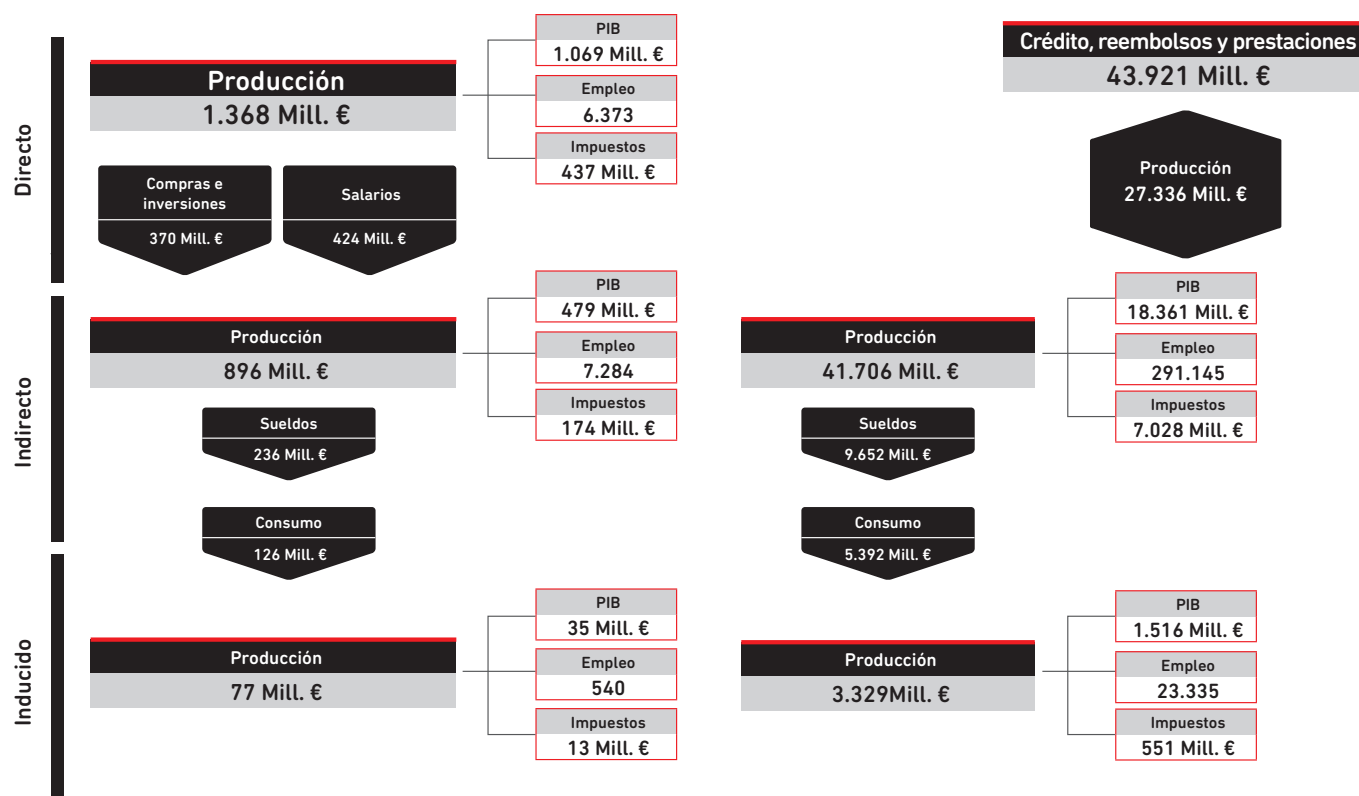 Directo
Producción
1.368 Mill. €
PIB
1.069 Mill. €
Empleo
6.373
Impuestos
437 Mill. €
Compras e
inversiones
370 Mill. €
Salarios
424 Mill. €
Crédito, reembolsos y prestaciones
43.921 Mill. €
Producción
27.336 Mill. €
Indirecto
Producción
896 Mill. €
PIB
479 Mill. €
Empleo
7.284
Impuestos
174 Mill. €
Sueldos
236 Mill. €
Consumo
126 Mill. €
Producción
41.706 Mill. €
PIB
18.361 Mill. €
Empleo
291.145
Impuestos
7.028 Mill. €
Sueldos
9.652 Mill. €
Consumo
5.392 Mill. €
Inducido
Producción
77 Mill. €
PIB
35 Mill. €
Empleo
540
Impuestos
13 Mill. €
Producción
3.329Mill. €
PIB
1.516 Mill. €
Empleo
23.335
Impuestos
551 Mill. €